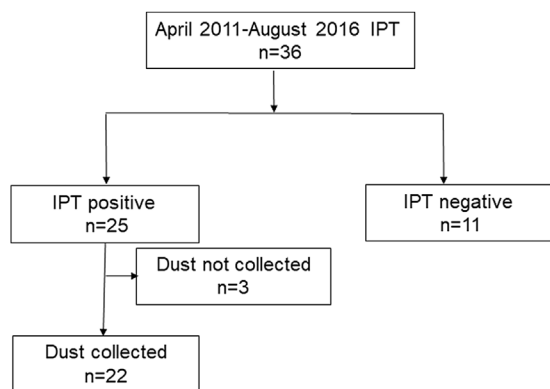 April 2011-August 2016 IPT
n=36
IPT positive
n=25
IPT negative
n=11
Dust not collected
n=3
Dust collected
n=22